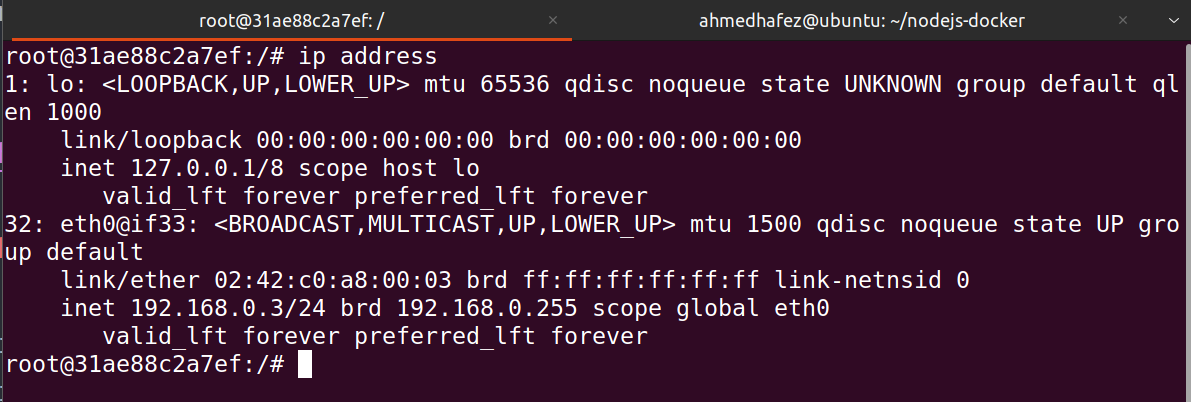 root@31ae88c2a7ef: /
ahmedhafez@ubuntu: ~/nodejs-docker
root@31ae88c2a7ef:/# ip address
1: lo: <LOOPBACK,UP,LOWER_UP> mtu 65536 qdisc noqueue state UNKNOWN group default ql
en 1000
    link/loopback 00:00:00:00:00:00 brd 00:00:00:00:00:00
    inet 127.0.0.1/8 scope host lo
       valid_lft forever preferred_lft forever
32: eth0@if33: <BROADCAST,MULTICAST,UP,LOWER_UP> mtu 1500 qdisc noqueue state UP gro
up default
    link/ether 02:42:c0:a8:00:03 brd ff:ff:ff:ff:ff:ff link-netnsid 0
    inet 192.168.0.3/24 brd 192.168.0.255 scope global eth0
       valid_lft forever preferred_lft forever
root@31ae88c2a7ef:/#